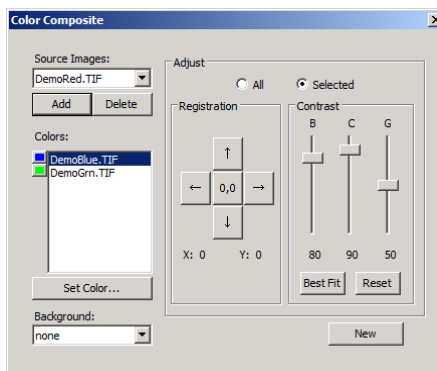 Color Composite
Source Images:
DemoRed.TIF
Add Delete
Colors:
DemoBlue.TIF
DemoGrn.TIF
Set Color...
Background:
none
Adjust
All Selected
Registration
↑
← 0,0 →
↓
X: 0 Y: 0
Contrast
B C G
80 90 50
Best Fit Reset
New